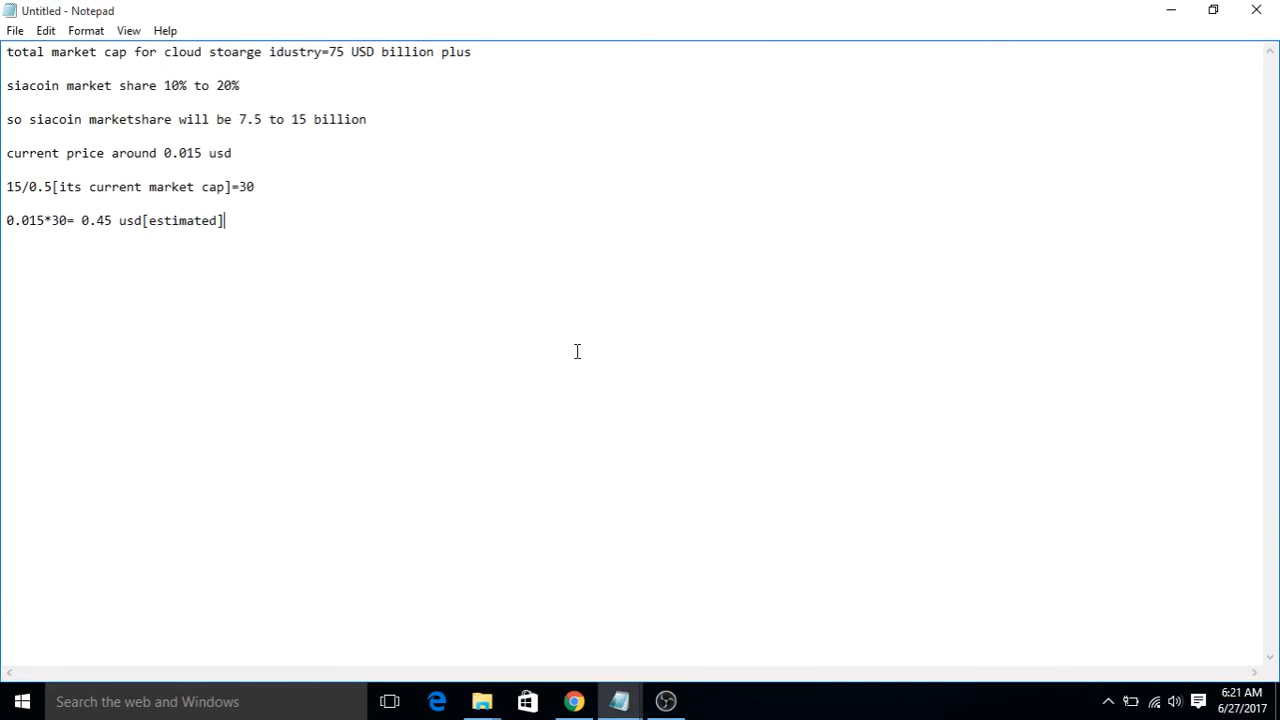 Untitled - Notepad
File Edit Format View Help
total market cap for cloud stoarge idustry=75 USD billion plus
siacoin market share 10% to 20%
so siacoin marketshare will be 7.5 to 15 billion
current price around 0.015 usd
15/0.5[its current market cap]=30
0.015*30= 0.45 usd[estimated]
Search the web and Windows
6:21 AM
6/27/2017